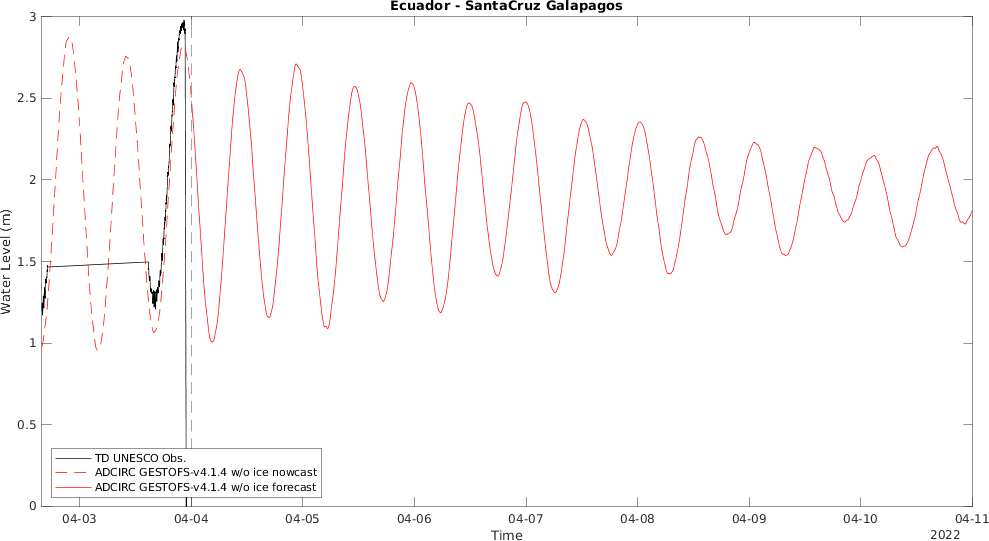 Ecuador - SantaCruz Galapagos
3
2.5
2
1.5
1
0.5
0
Water Level (m)
TD UNESCO Obs.
ADCIRC GESTOFS-v4.1.4 w/o ice nowcast
ADCIRC GESTOFS-v4.1.4 w/o ice forecast
04-03 04-04 04-05 04-06 04-07 04-08 04-09 04-10 04-11
Time
2022